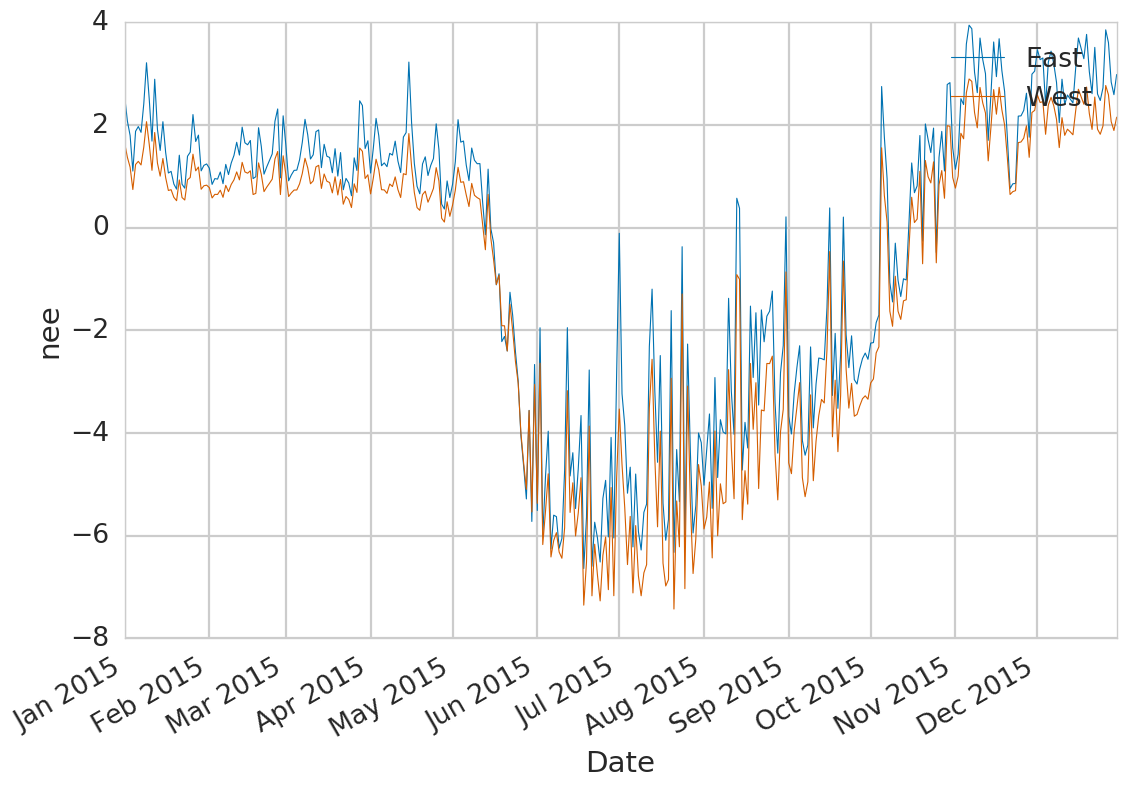 4
2
0
−2
−4
−6
−8
nee
East
West
Jan 2015
Feb 2015
Mar 2015
Apr 2015
May 2015
Jun 2015
Jul 2015
Aug 2015
Sep 2015
Oct 2015
Nov 2015
Dec 2015
Date